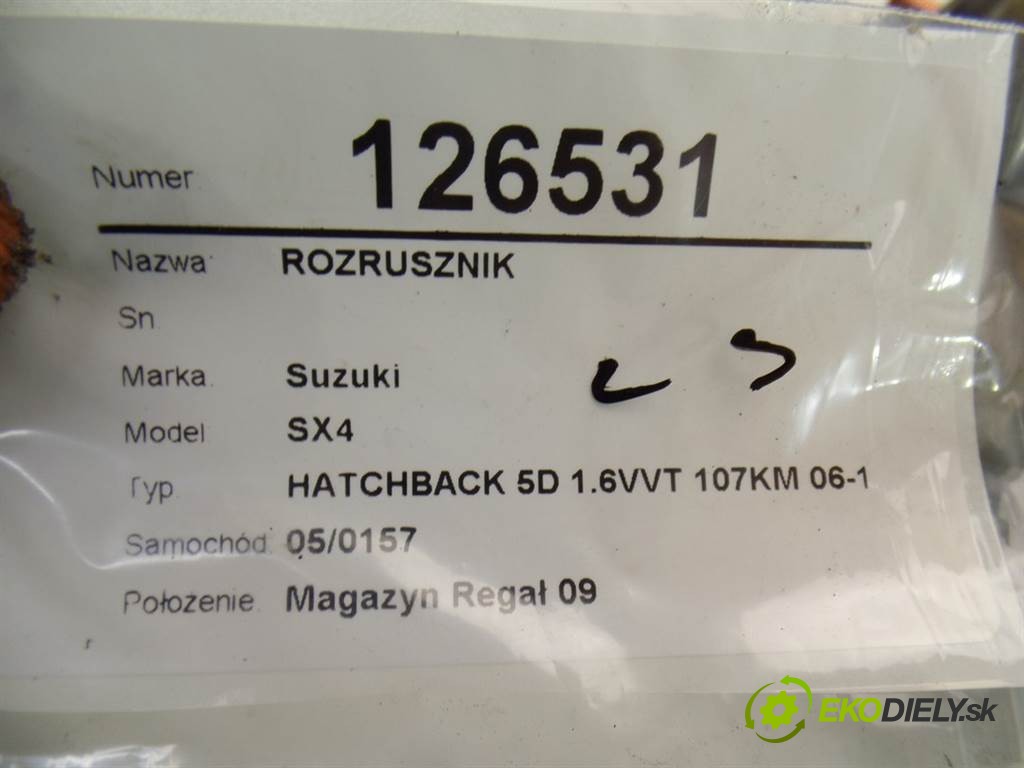 Numer: 126531
Nazwa: ROZRUSZNIK
Sn.
Marka: Suzuki
Model SX4
Typ HATCHBACK 5D 1.6VVT 107KM 06-1
Samochód: 05/0157
Położenie: Magazyn Regał 09
EKODIELY.sk